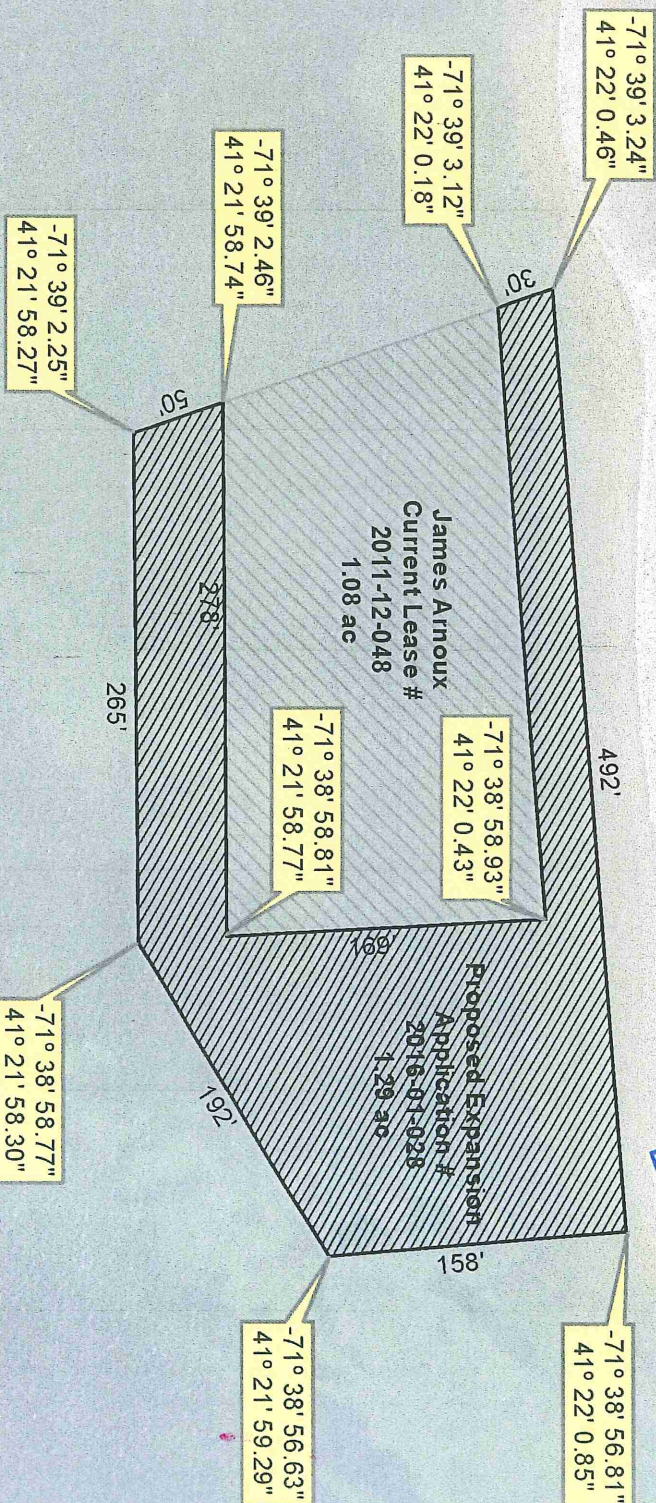 -71° 39' 3.24"
41° 22' 0.46"
-71° 39' 3.12"
41° 22' 0.18"
30'
492'
-71° 38' 56.81"
41° 22' 0.85"
James Arnoux
Current Lease #
2011-12-048
1.08 ac
-71° 38' 58.93"
41° 22' 0.43"
-71° 39' 2.46"
41° 21' 58.74"
278'
-71° 38' 58.81"
41° 21' 58.77"
169'
Proposed Expansion
Application #
2016-01-028
1.29 ac
158'
-71° 39' 2.25"
41° 21' 58.27"
50'
265'
-71° 38' 58.77"
41° 21' 58.30"
192'
-71° 38' 56.63"
41° 21' 59.29"